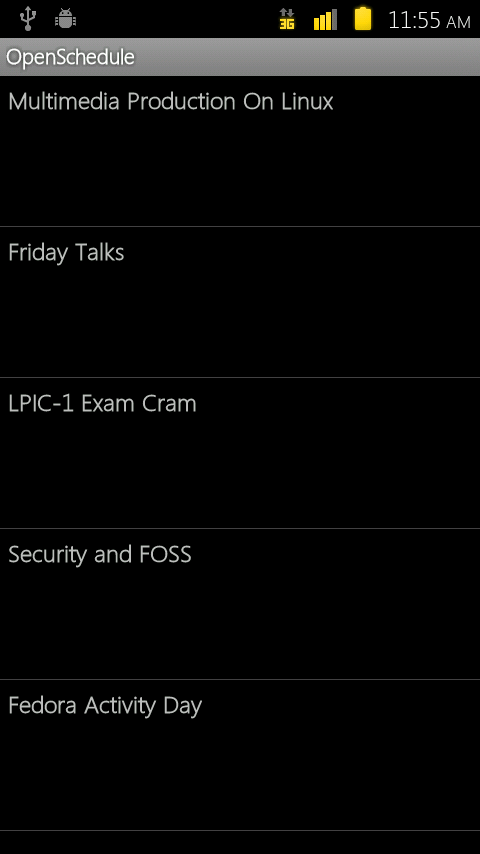 3G 11:55 AM
OpenSchedule
Multimedia Production On Linux
Friday Talks
LPIC-1 Exam Cram
Security and FOSS
Fedora Activity Day